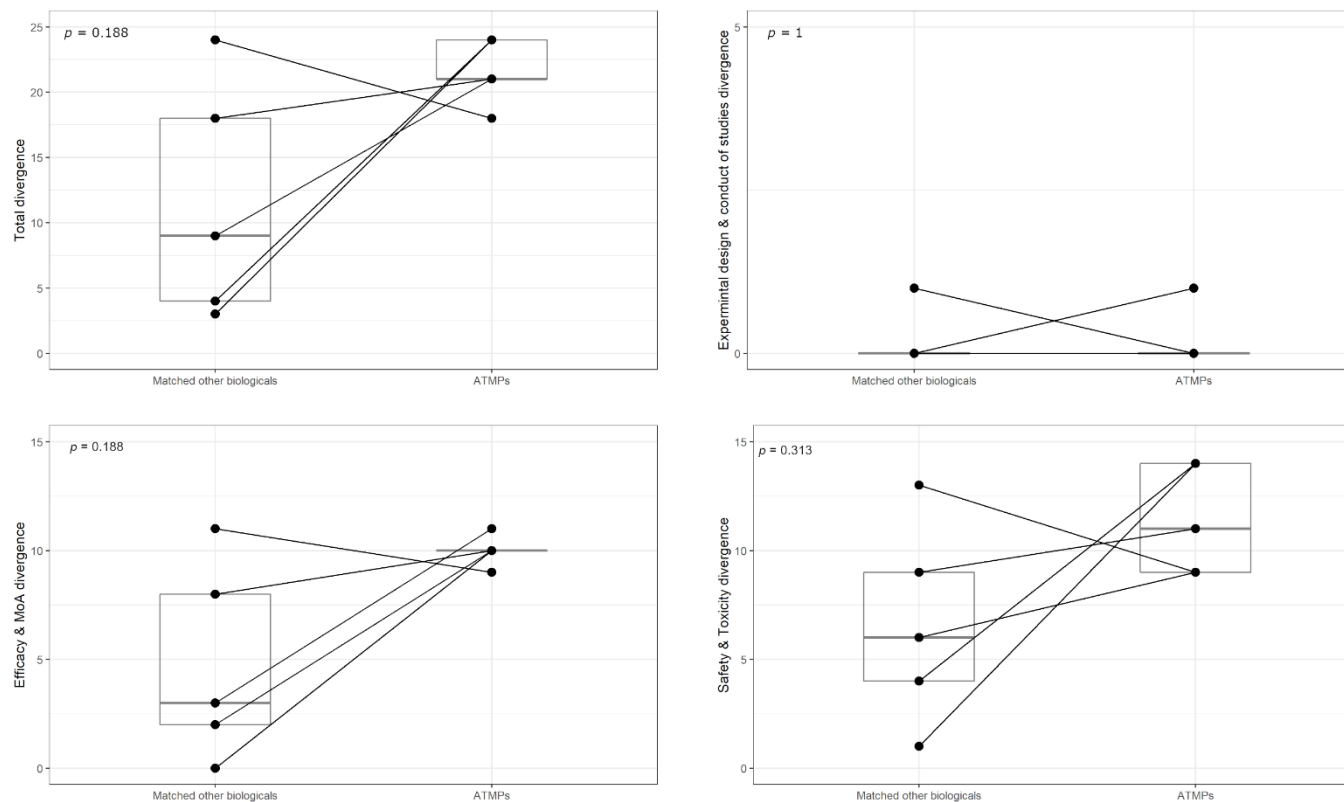 Total divergence
25
20
15
10
5
0
p = 0.188
Matched other biologicals
ATMPs
Expermintal design & conduct of studies divergence
5
0
p = 1
Matched other biologicals
ATMPs
Efficacy & MoA divergence
15
10
5
0
p = 0.188
Matched other biologicals
ATMPs
Safety & Toxicity divergence
15
10
5
0
p = 0.313
Matched other biologicals
ATMPs